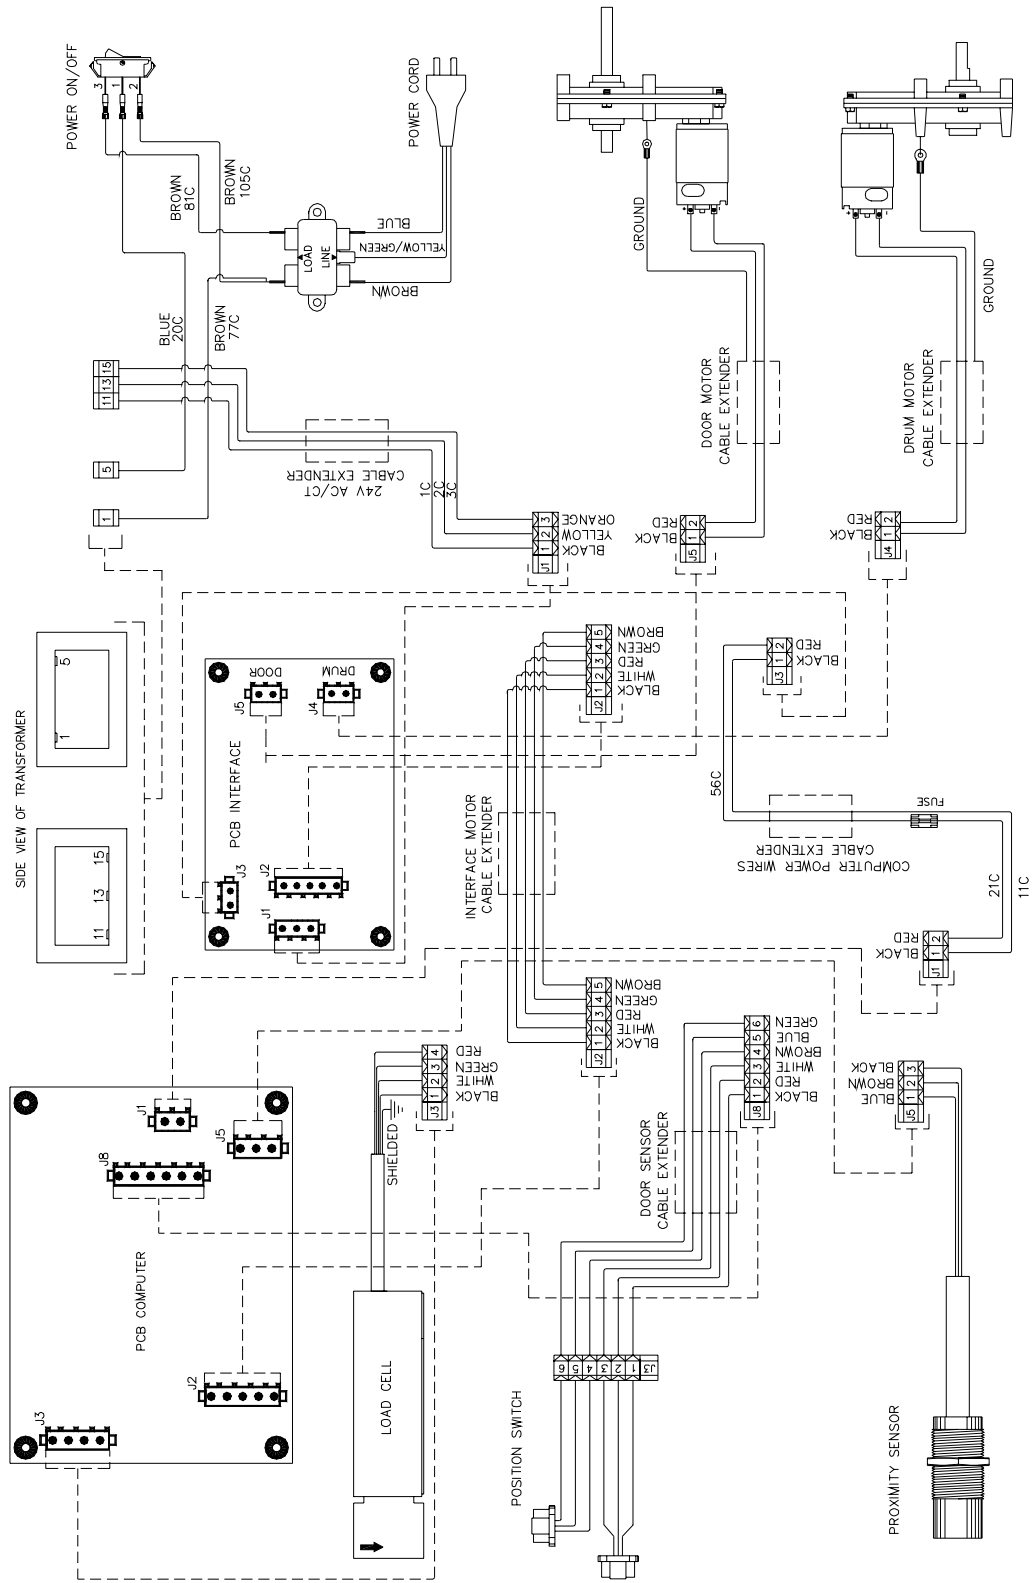 POWER ON/OFF
3
1
2
BROWN
81C
BROWN
105C
BLUE
20C
BROWN
77C
LOAD
LINE
BLUE
YELLOW/GREEN
BROWN
POWER CORD
GROUND
GROUND
DOOR MOTOR
CABLE EXTENDER
DRUM MOTOR
CABLE EXTENDER
11
13
15
5
1
24V AC/CT
CABLE EXTENDER
1C
2C
3C
J1
1
2
3
BLACK
YELLOW
ORANGE
J5
1
2
BLACK
RED
J4
1
2
BLACK
RED
SIDE VIEW OF TRANSFORMER
1
5
11
13
15
PCB INTERFACE
J5
DOOR
J4
DRUM
J3
J2
J1
J2
1
2
3
4
5
BLACK
WHITE
RED
GREEN
BROWN
J3
1
2
BLACK
RED
INTERFACE MOTOR
CABLE EXTENDER
56C
COMPUTER POWER WIRES
CABLE EXTENDER
FUSE
21C
11C
J1
1
2
BLACK
RED
J2
1
2
3
4
5
BLACK
WHITE
RED
GREEN
BROWN
PCB COMPUTER
J1
J5
J8
J2
J3
SHIELDED
J3
1
2
3
4
BLACK
WHITE
GREEN
RED
LOAD CELL
DOOR SENSOR
CABLE EXTENDER
J8
1
2
3
4
5
6
BLACK
RED
WHITE
BROWN
BLUE
GREEN
J5
1
2
3
BLUE
BROWN
BLACK
POSITION SWITCH
6
5
4
3
2
1
J3
PROXIMITY SENSOR